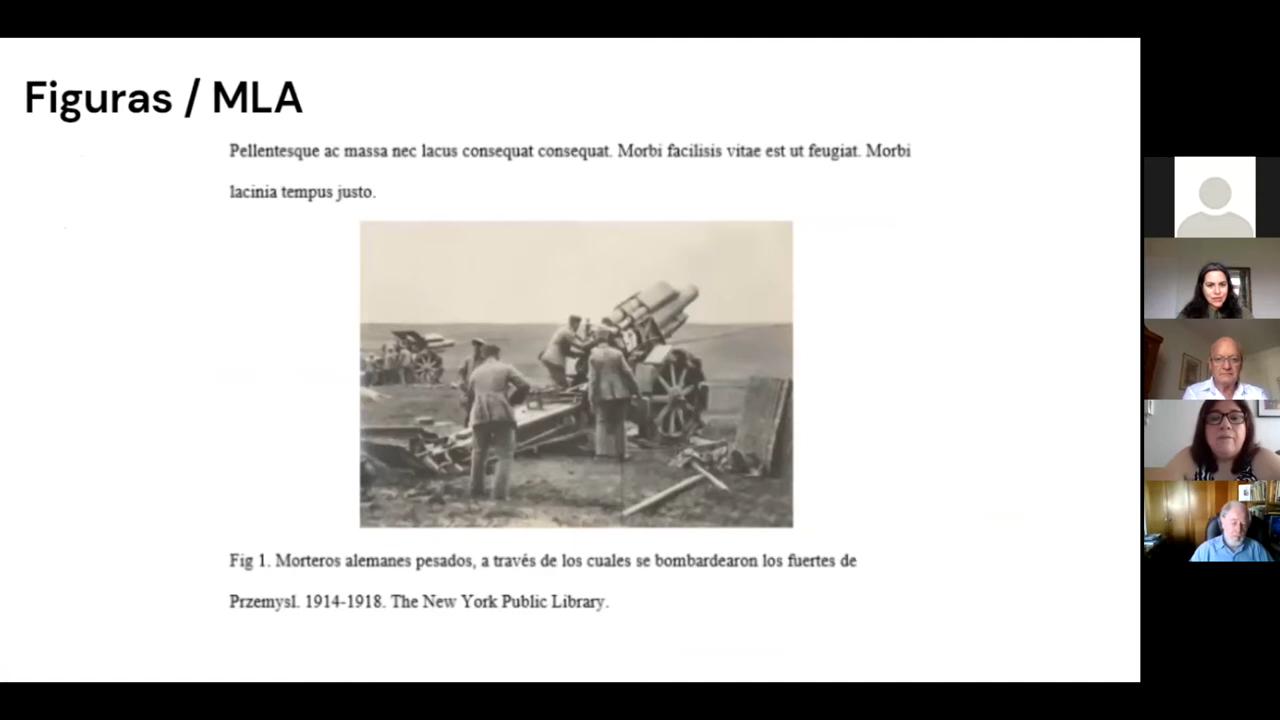 Figuras / MLA
Pellentesque ac massa nec lacus consequat consequat. Morbi facilisis vitae est ut feugiat. Morbi
lacinia tempus justo.
Fig 1. Morteros alemanes pesados, a través de los cuales se bombardearon los fuertes de
Przemysl. 1914-1918. The New York Public Library.